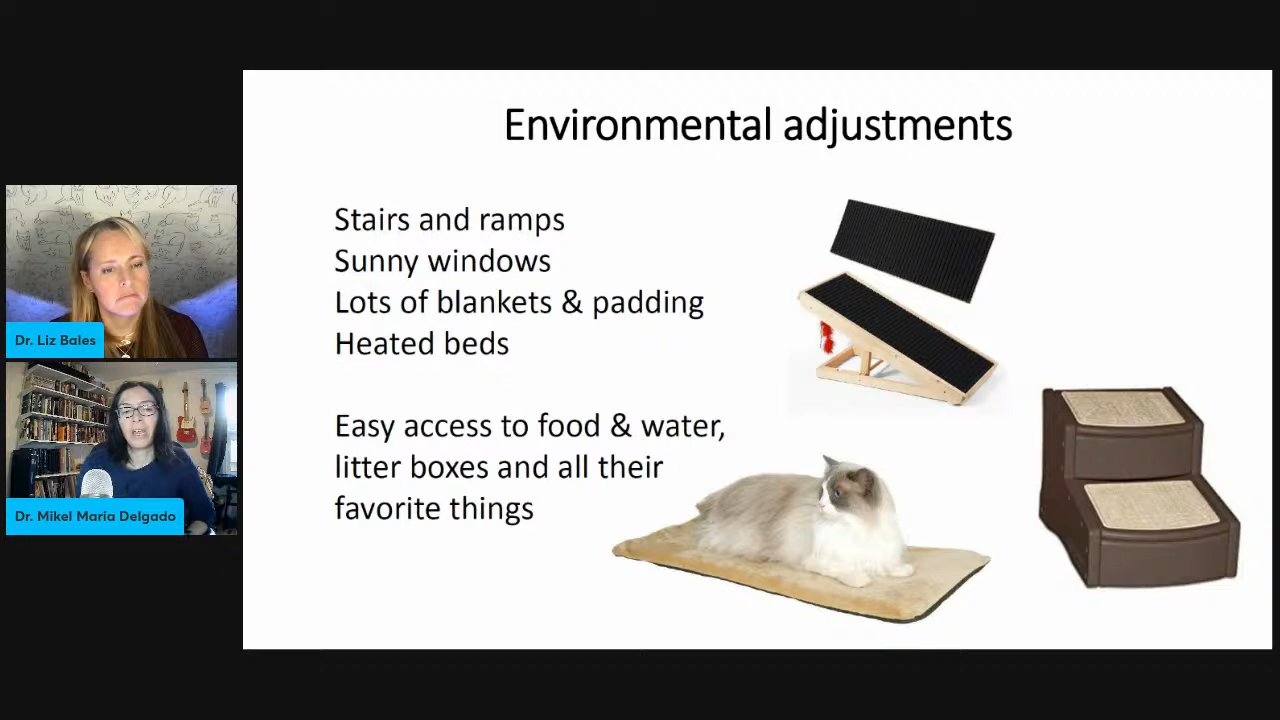 Environmental adjustments
Stairs and ramps
Sunny windows
Lots of blankets & padding
Heated beds
Easy access to food & water,
litter boxes and all their
favorite things
Dr. Liz Bales
Dr. Mikel Maria Delgado